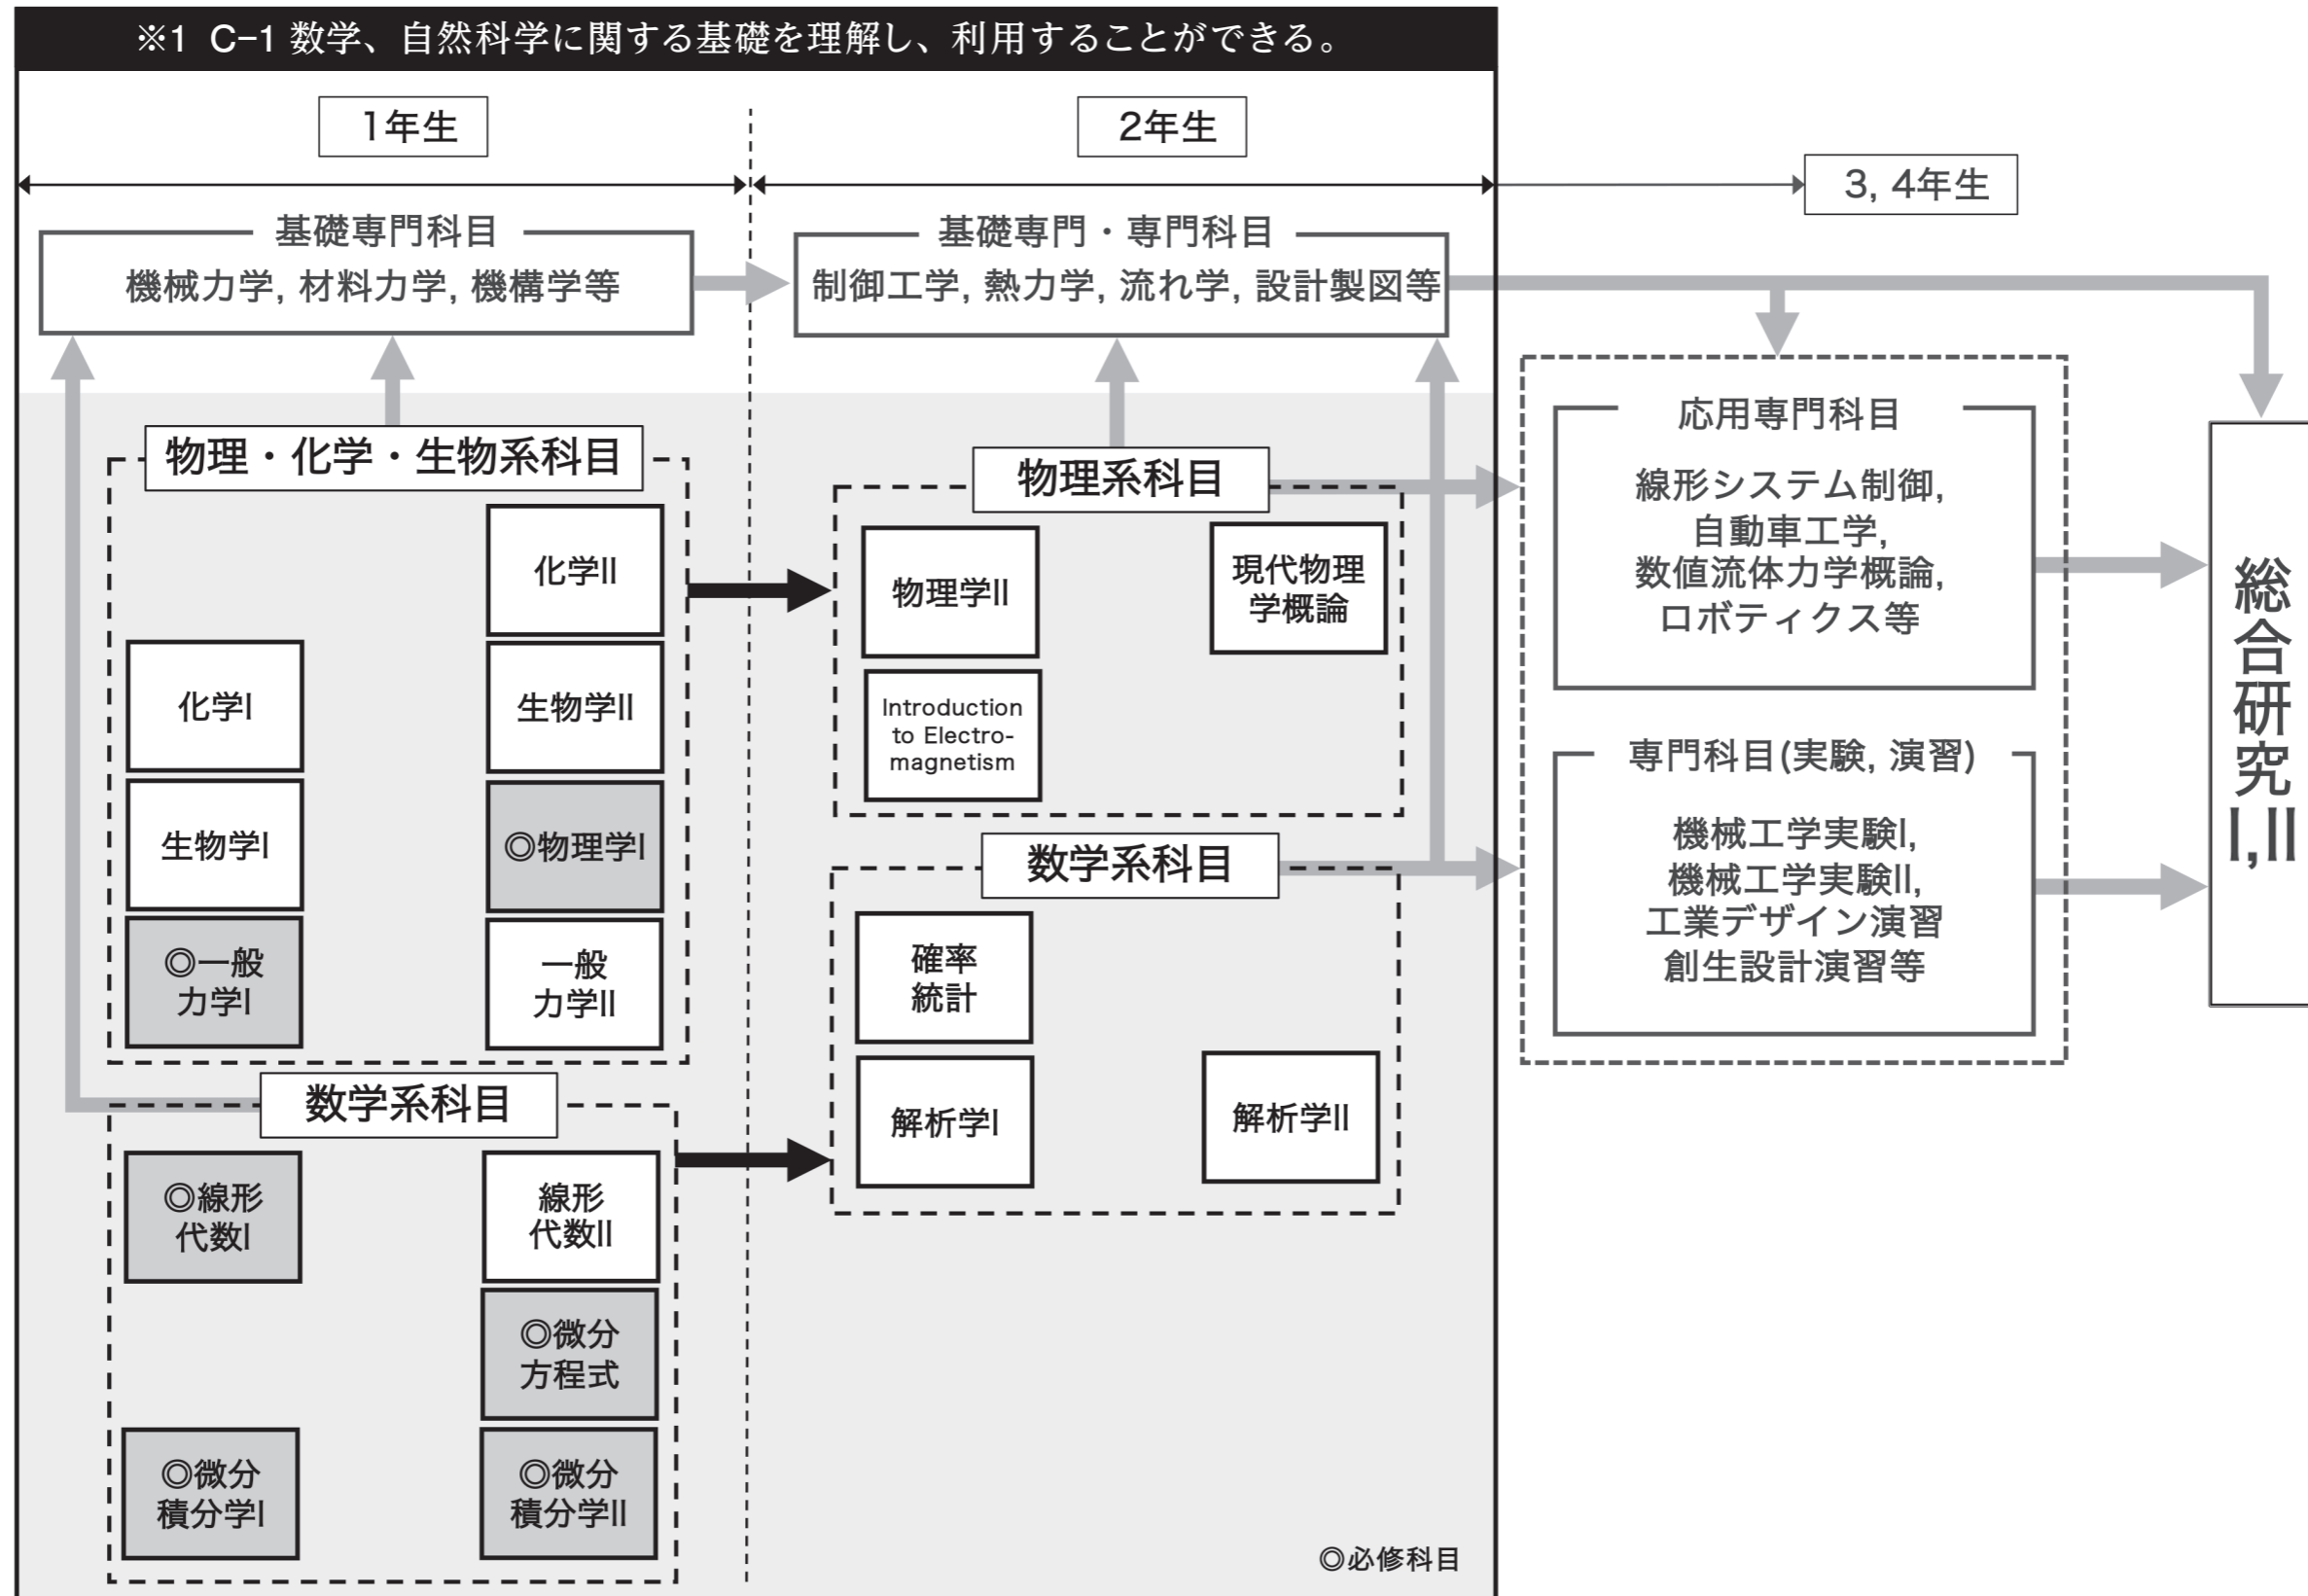 ※1 C-1 数学、自然科学に関する基礎を理解し、利用することができる。
1年生
2年生
3, 4年生
基礎専門科目
機械力学, 材料力学, 機構学等
基礎専門・専門科目
制御工学, 熱力学, 流れ学, 設計製図等
物理・化学・生物系科目
化学II
化学I
生物学II
生物学I
◎物理学I
◎一般
力学I
一般
力学II
数学系科目
◎線形
代数I
線形
代数II
◎微分
方程式
◎微分
積分学I
◎微分
積分学II
物理系科目
物理学II
現代物理
学概論
Introduction
to Electro-
magnetism
数学系科目
確率
統計
解析学I
解析学II
◎必修科目
応用専門科目
線形システム制御,
自動車工学,
数値流体力学概論,
ロボティクス等
専門科目(実験, 演習)
機械工学実験I,
機械工学実験II,
工業デザイン演習
創生設計演習等
総合研究I,II